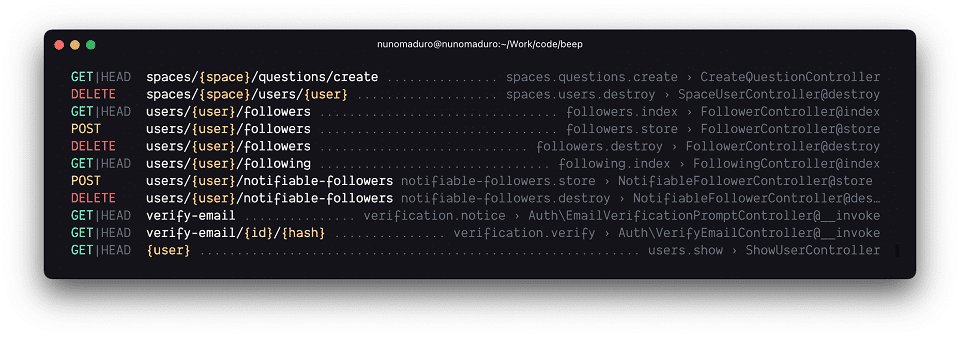 nunomaduro@nunomaduro:~/Work/code/beep
GET|HEAD spaces/{space}/questions/create ............... spaces.questions.create › CreateQuestionController
DELETE spaces/{space}/users/{user} ................... spaces.users.destroy › SpaceUserController@destroy
GET|HEAD users/{user}/followers ................................. followers.index › FollowerController@index
POST users/{user}/followers ................................. followers.store › FollowerController@store
DELETE users/{user}/followers ............................. followers.destroy › FollowerController@destroy
GET|HEAD users/{user}/following ................................ following.index › FollowingController@index
POST users/{user}/notifiable-followers notifiable-followers.store › NotifiableFollowerController@store
DELETE users/{user}/notifiable-followers notifiable-followers.destroy › NotifiableFollowerController@des…
GET|HEAD verify-email ............... verification.notice › Auth\EmailVerificationPromptController@__invoke
GET|HEAD verify-email/{id}/{hash} ............... verification.verify › Auth\VerifyEmailController@__invoke
GET|HEAD {user} ............................................................ users.show › ShowUserController